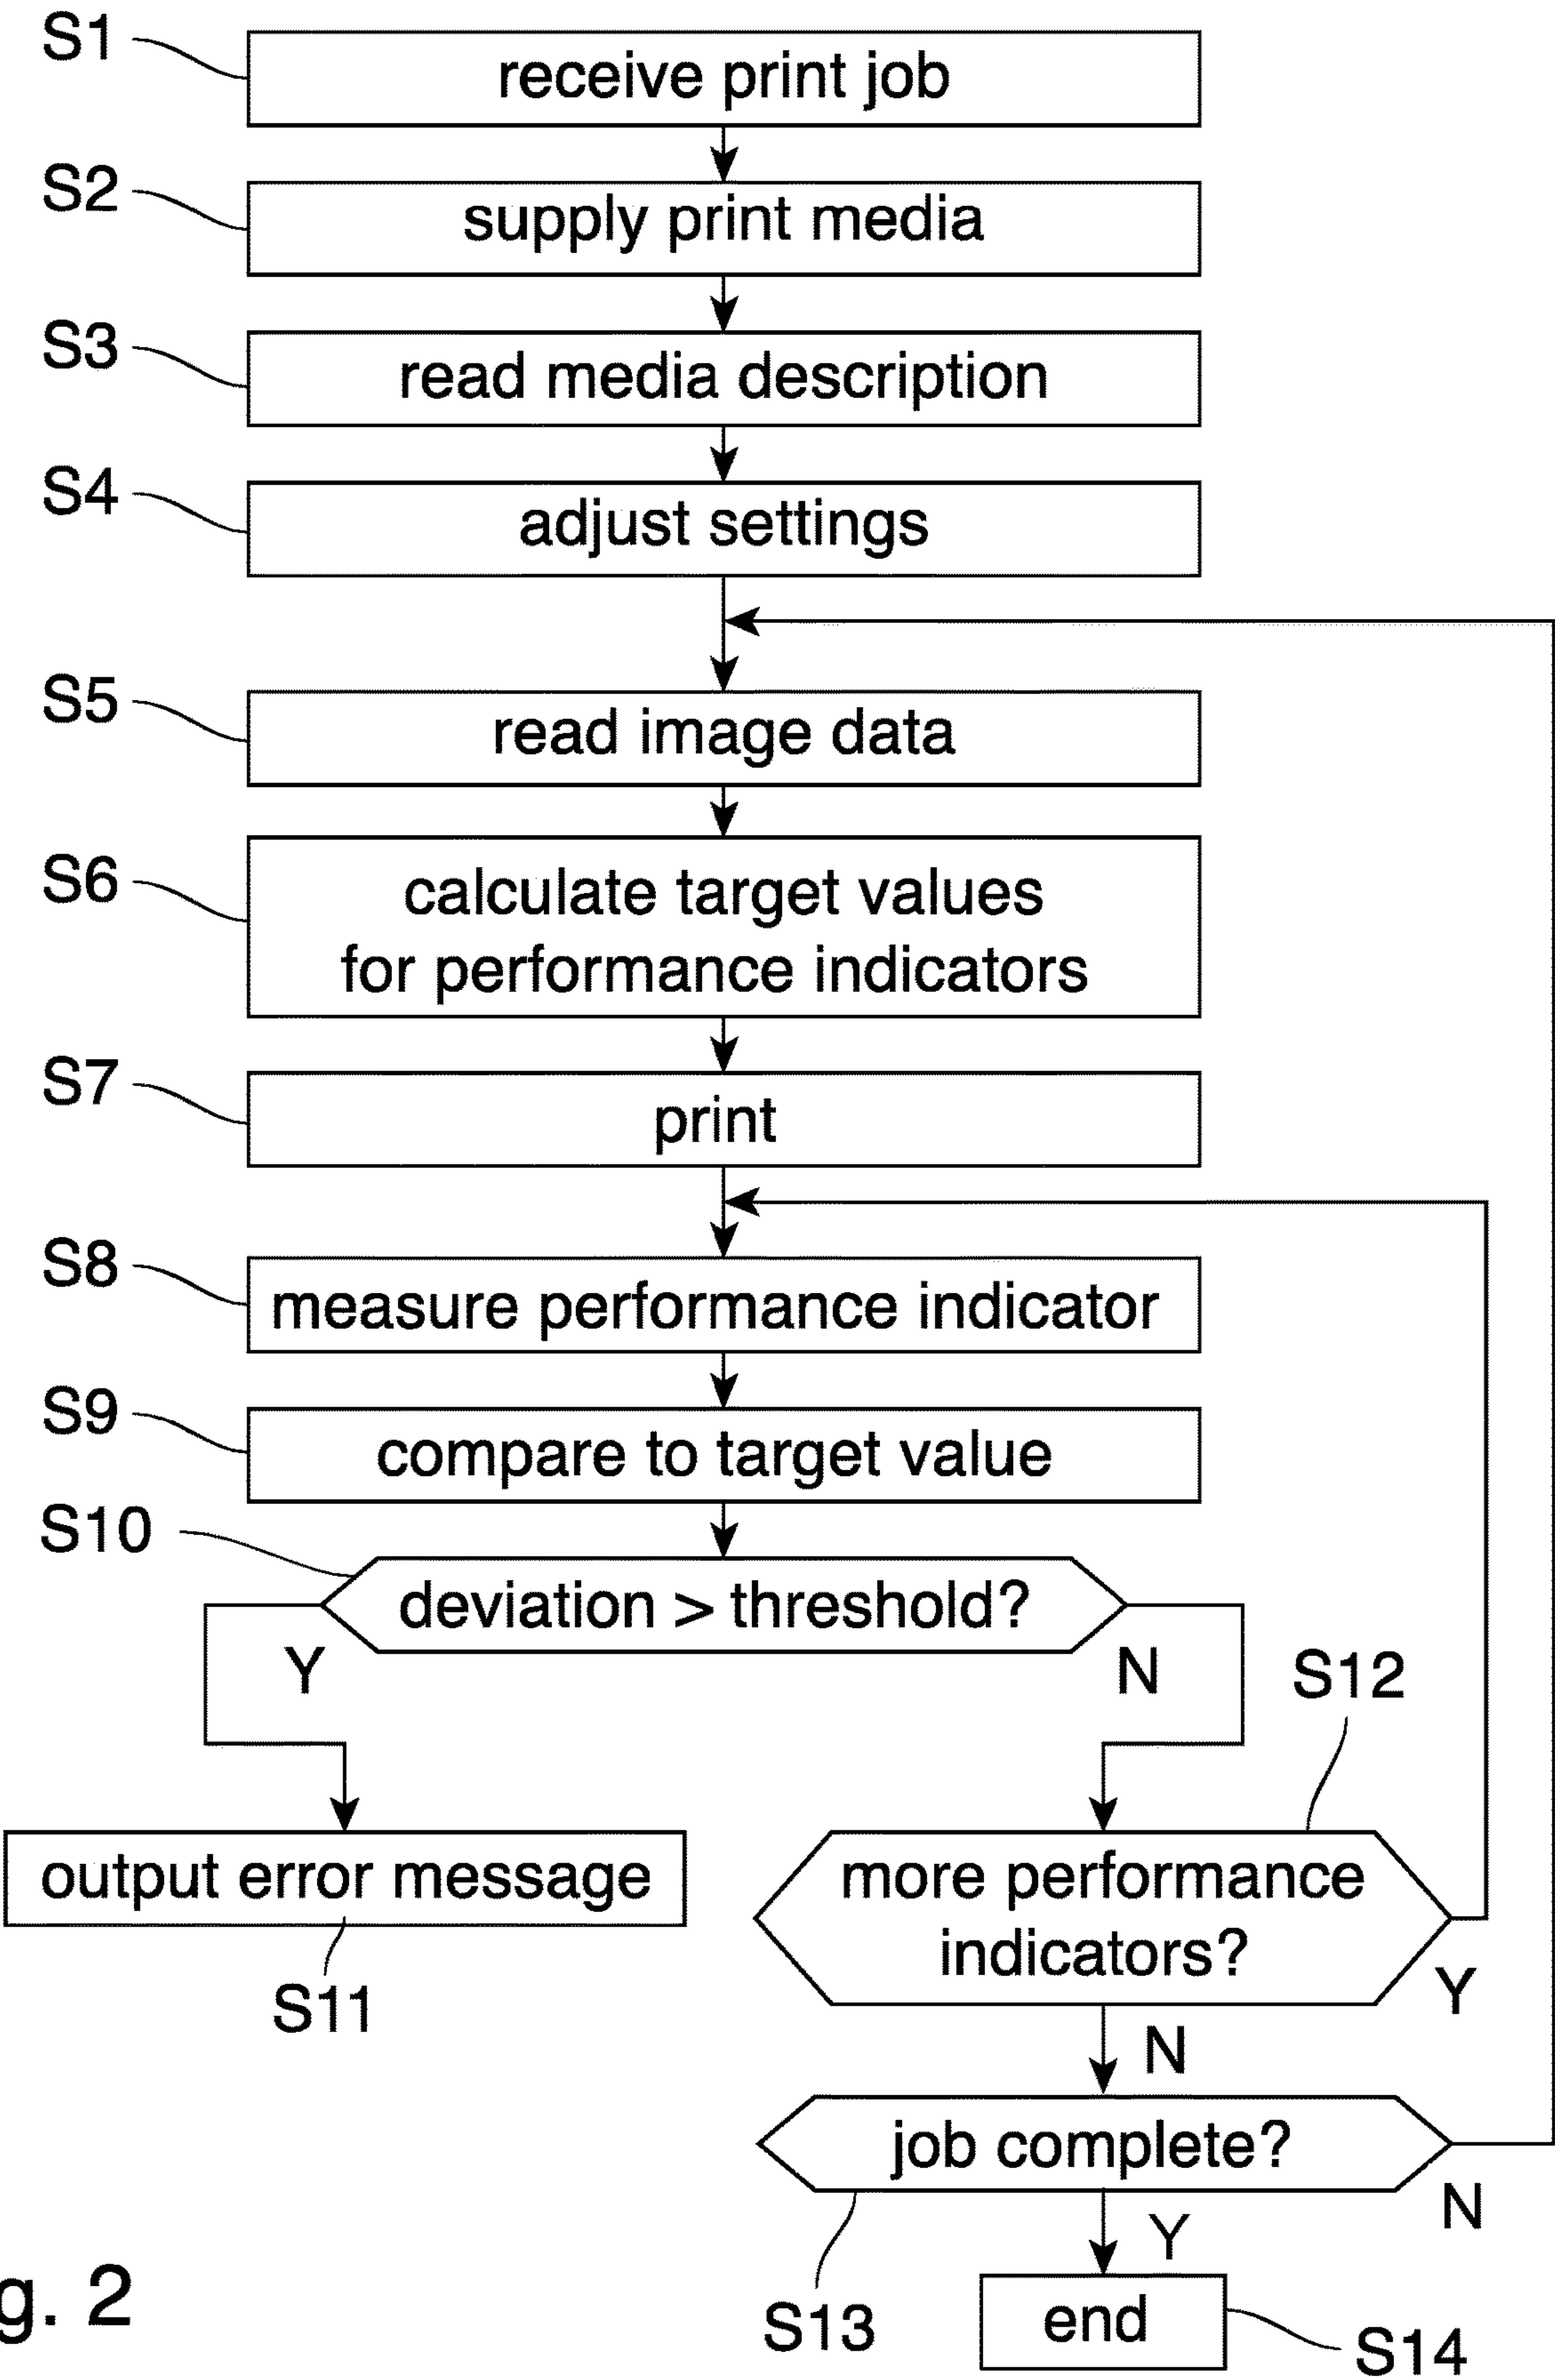 S1
receive print job
S2
supply print media
S3
read media description
S4
adjust settings
S5
read image data
S6
calculate target values
for performance indicators
S7
print
S8
measure performance indicator
S9
compare to target value
S10
deviation > threshold?
Y
N
S12
output error message
S11
more performance
indicators?
Y
N
job complete?
N
Y
S13
end
S14
g. 2